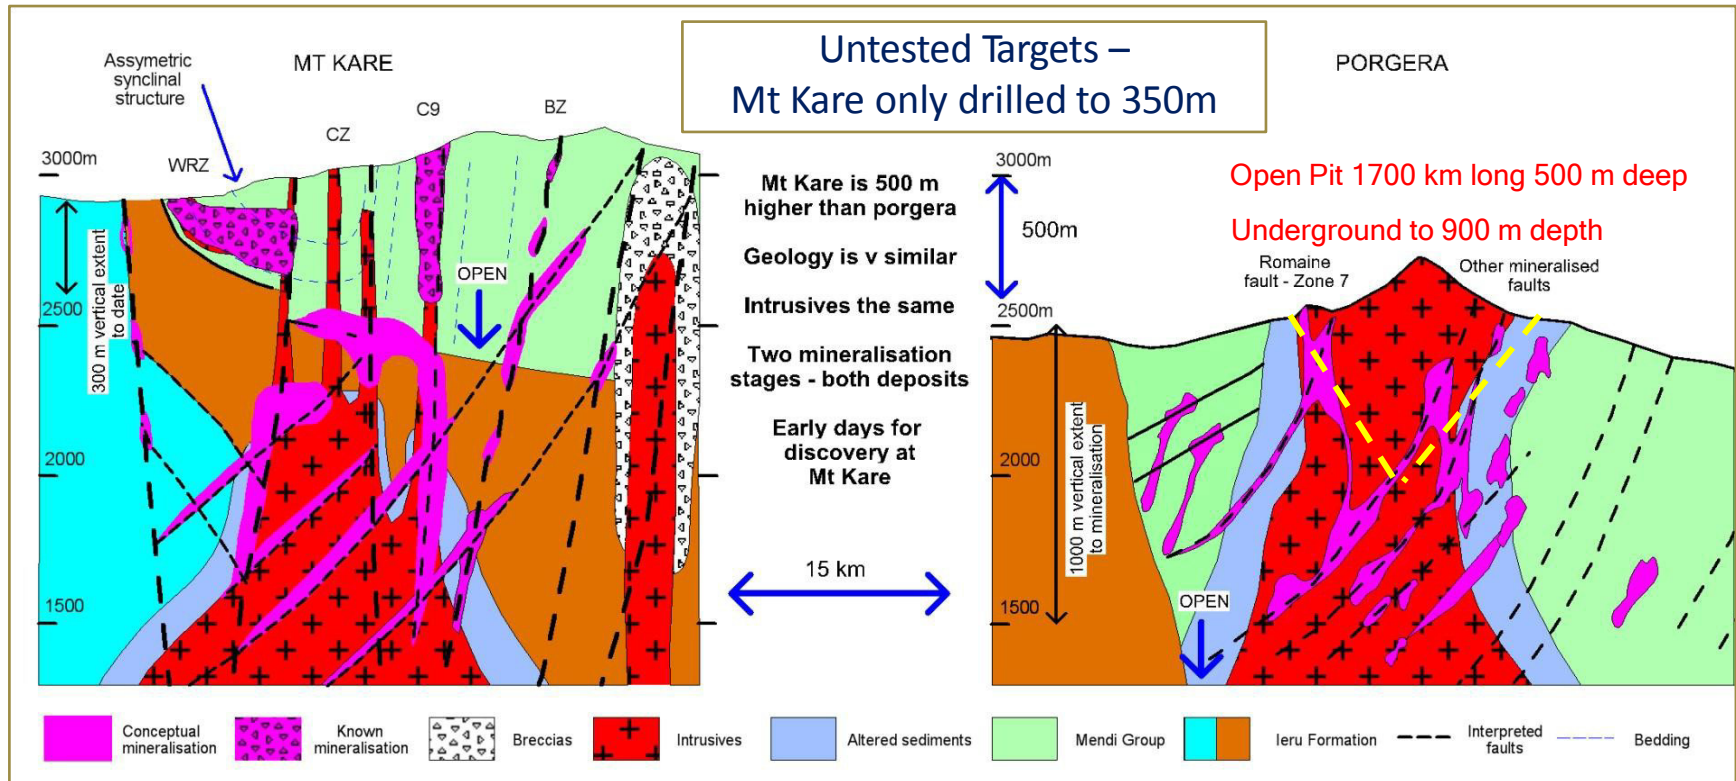 Untested Targets –
Mt Kare only drilled to 350m
MT KARE
Assymetric
synclinal
structure
WRZ
CZ
C9
BZ
3000m
2500
2000
1500
300 m vertical extent
to date
OPEN
Mt Kare is 500 m
higher than porgera
Geology is v similar
Intrusives the same
Two mineralisation
stages - both deposits
Early days for
discovery at
Mt Kare
15 km
PORGERA
3000m
500m
2500m
2000
1500
Open Pit 1700 km long 500 m deep
Underground to 900 m depth
Romaine
fault - Zone 7
Other mineralised
faults
1000 m vertical extent
to mineralisation
OPEN
Conceptual
mineralisation
Known
mineralisation
Breccias
Intrusives
Altered sediments
Mendi Group
Ieru Formation
Interpreted
faults
Bedding